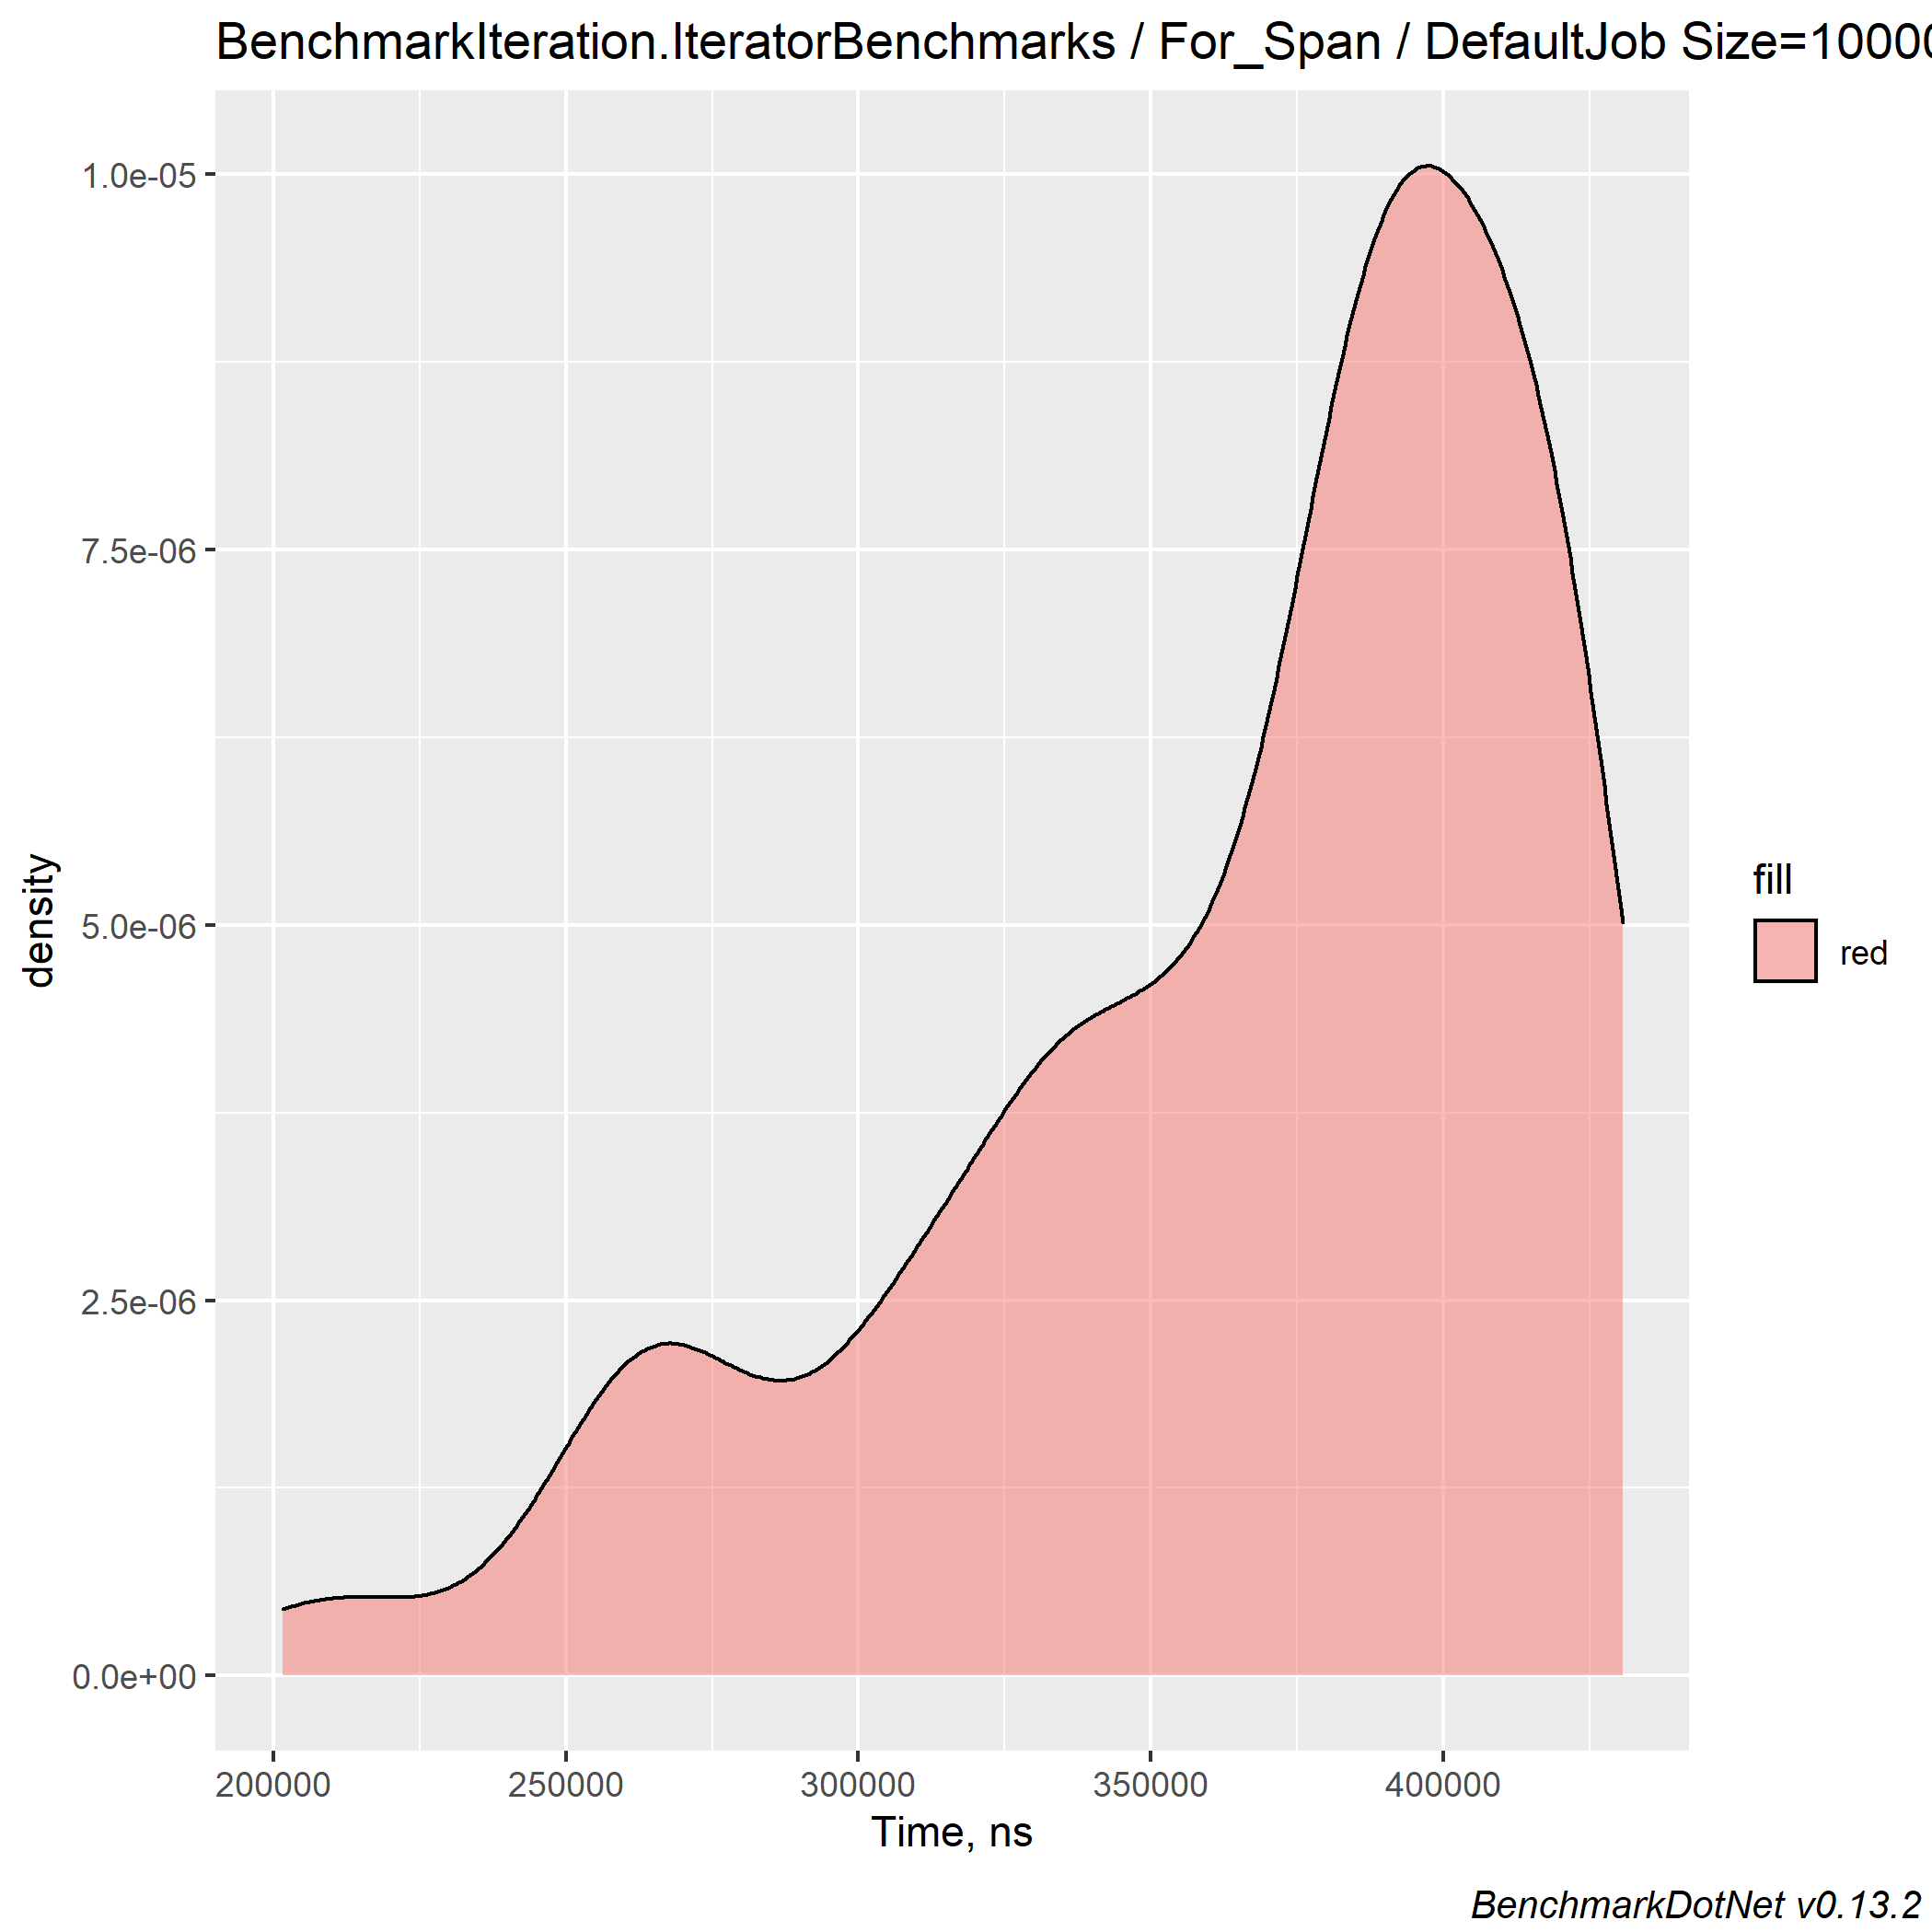 BenchmarkIteration.IteratorBenchmarks / For_Span / DefaultJob Size=10000
1.0e-05
7.5e-06
5.0e-06
2.5e-06
0.0e+00
density
200000 250000 300000 350000 400000
Time, ns
fill
red
BenchmarkDotNet v0.13.2